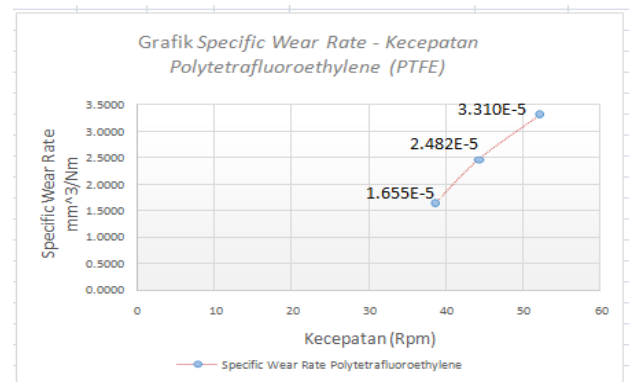 Grafik Specific Wear Rate - Kecepatan
Polytetrafluoroethylene (PTFE)
3.5000
3.0000
2.5000
2.0000
1.5000
1.0000
0.5000
0.0000
Specific Wear Rate
mm^3/Nm
3.310E-5
2.482E-5
1.655E-5
0
10
20
30
40
50
60
Kecepatan (Rpm)
Specific Wear Rate Polytetrafluoroethylene